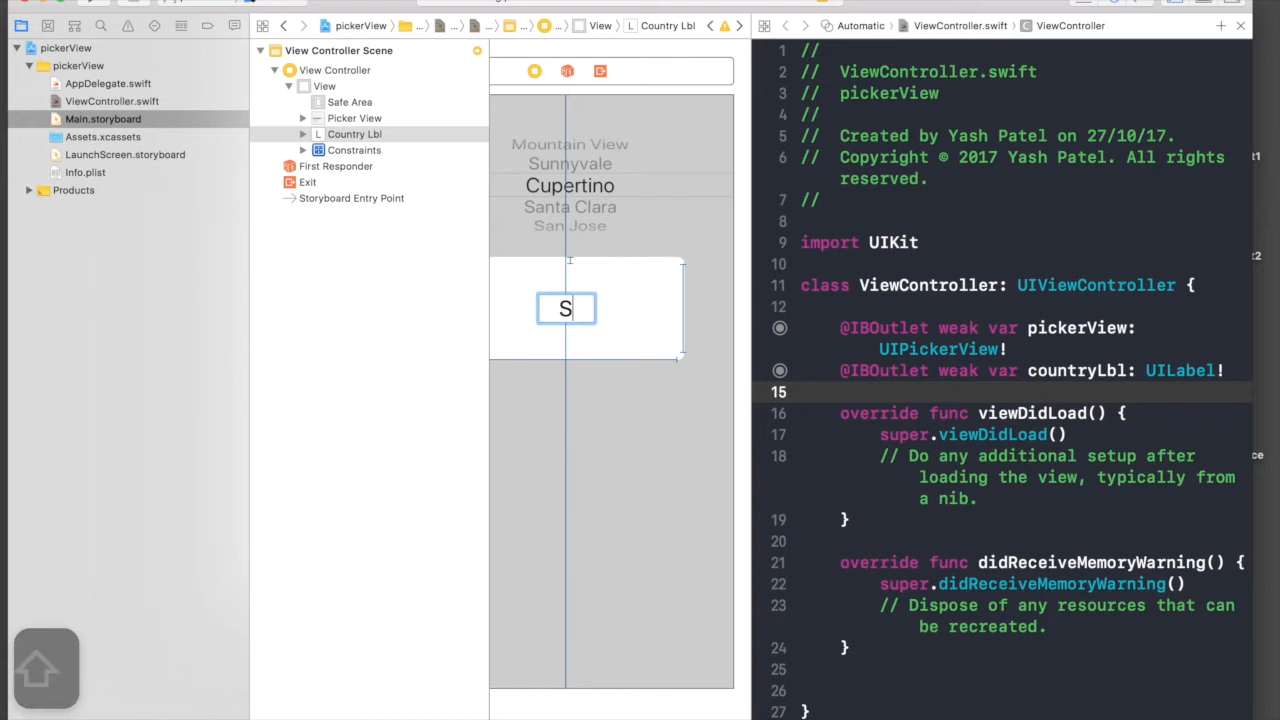 pickerView
pickerView
AppDelegate.swift
ViewController.swift
Main.storyboard
Assets.xcassets
LaunchScreen.storyboard
Info.plist
Products
pickerView … … … View L Country Lbl
View Controller Scene
View Controller
View
Safe Area
Picker View
L Country Lbl
Constraints
First Responder
Exit
Storyboard Entry Point
Mountain View
Sunnyvale
Cupertino
Santa Clara
San Jose
S
Automatic ViewController.swift C ViewController
1 //
2 // ViewController.swift
3 // pickerView
4 //
5 // Created by Yash Patel on 27/10/17.
6 // Copyright © 2017 Yash Patel. All rights
reserved.
7 //
8
9 import UIKit
10
11 class ViewController: UIViewController {
12
@IBOutlet weak var pickerView:
UIPickerView!
@IBOutlet weak var countryLbl: UILabel!
15
16 override func viewDidLoad() {
17 super.viewDidLoad()
18 // Do any additional setup after
loading the view, typically from
a nib.
19 }
20
21 override func didReceiveMemoryWarning() {
22 super.didReceiveMemoryWarning()
23 // Dispose of any resources that can
be recreated.
24 }
25
26
27 }